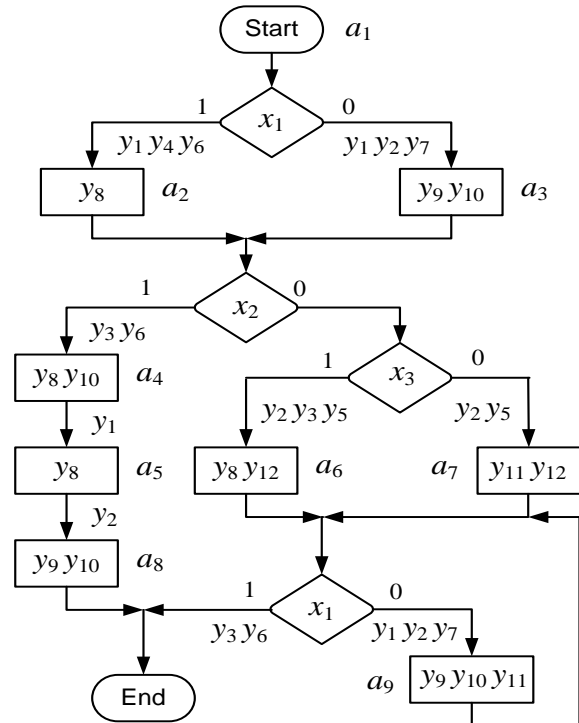 Start a₁
1 x₁ 0
y₁ y₄ y₆ y₁ y₂ y₇
y₈ a₂ y₉ y₁₀ a₃
1 x₂ 0
y₃ y₆
1 x₃ 0
y₈ y₁₀ a₄
y₂ y₃ y₅ y₂ y₅
y₁
y₈ a₅ y₈ y₁₂ a₆ a₇ y₁₁ y₁₂
y₂
y₉ y₁₀ a₈
1 x₁ 0
y₃ y₆ y₁ y₂ y₇
End a₉ y₉ y₁₀ y₁₁